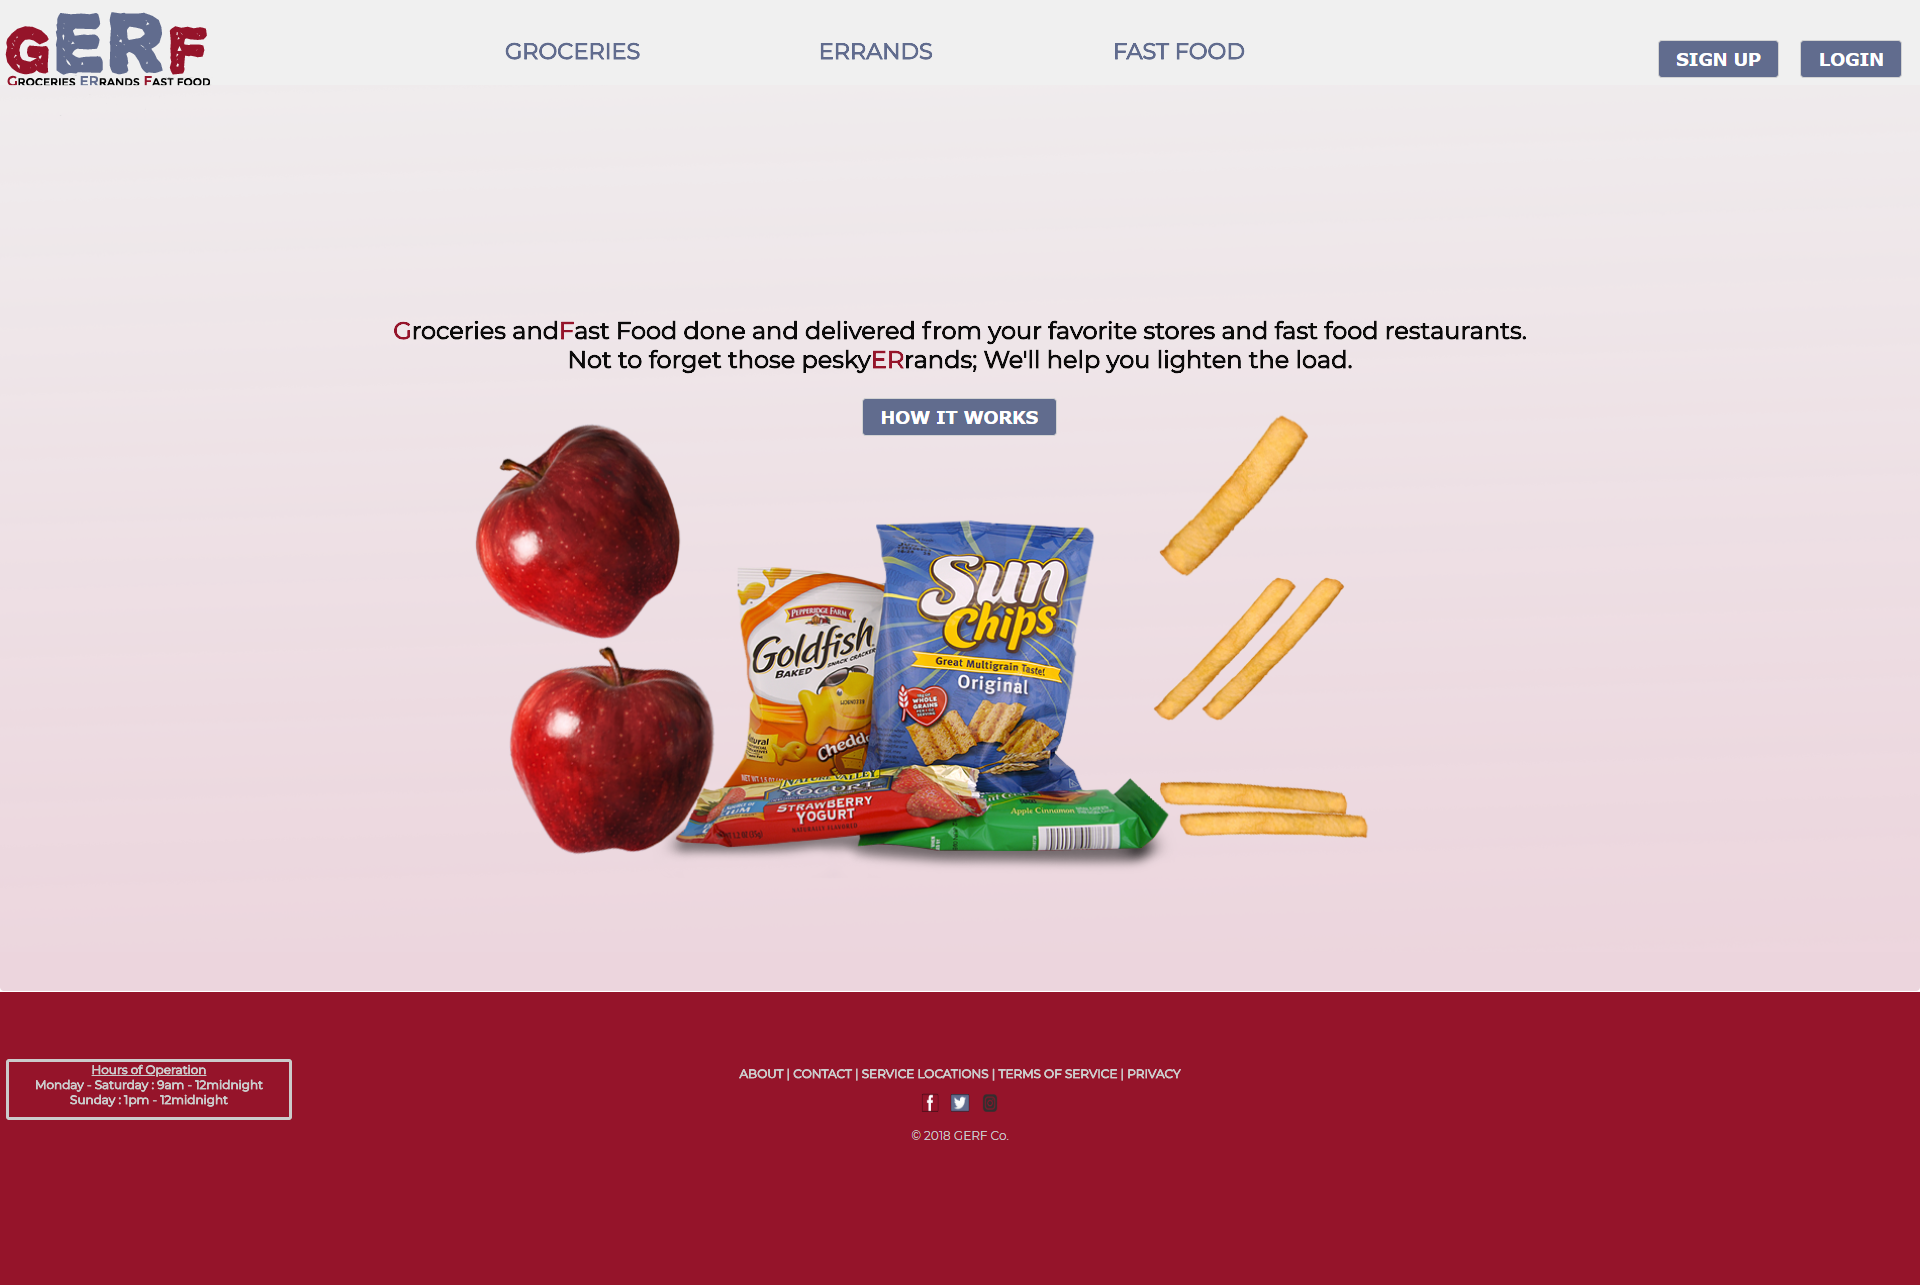 GERF
GROCERIES ERRANDS FAST FOOD
GROCERIES
ERRANDS
FAST FOOD
SIGN UP
LOGIN
Groceries andFast Food done and delivered from your favorite stores and fast food restaurants.
Not to forget those peskyERrands; We'll help you lighten the load.
HOW IT WORKS
PEPPERIDGE FARM
Goldfish
BAKED SNACK CRACKERS
Chedd
Sun
Chips
Great Multigrain Taste!
Original
WHOLE
GRAINS
NATURE VALLEY
YOGURT
STRAWBERRY
YOGURT
NATURALLY FLAVORED
Apple Cinnamon
Hours of Operation
Monday - Saturday : 9am - 12midnight
Sunday : 1pm - 12midnight
ABOUT | CONTACT | SERVICE LOCATIONS | TERMS OF SERVICE | PRIVACY
© 2018 GERF Co.